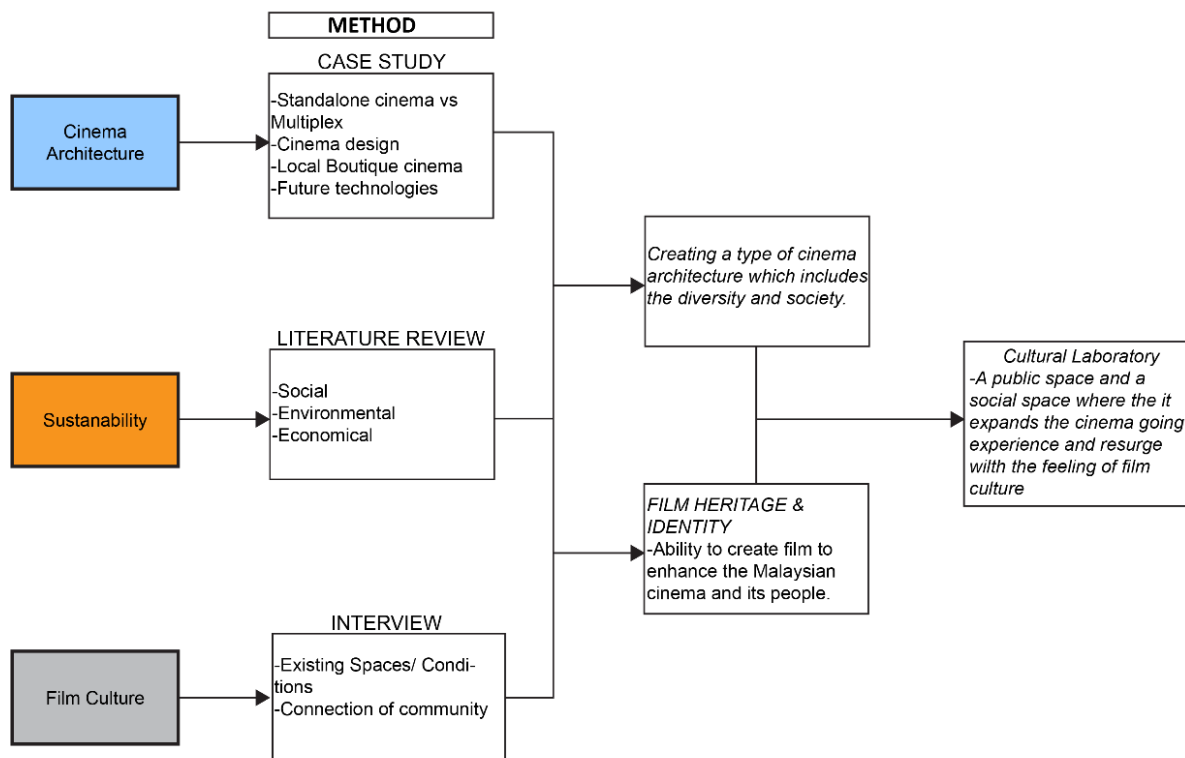 METHOD
CASE STUDY
Cinema
Architecture
-Standalone cinema vs
Multiplex
-Cinema design
-Local Boutique cinema
-Future technologies
LITERATURE REVIEW
Sustanability
-Social
-Environmental
-Economical
INTERVIEW
Film Culture
-Existing Spaces/ Condi-
tions
-Connection of community
Creating a type of cinema
architecture which includes
the diversity and society.
FILM HERITAGE &
IDENTITY
-Ability to create film to
enhance the Malaysian
cinema and its people.
Cultural Laboratory
-A public space and a
social space where the it
expands the cinema going
experience and resurge
wilth the feeling of film
culture